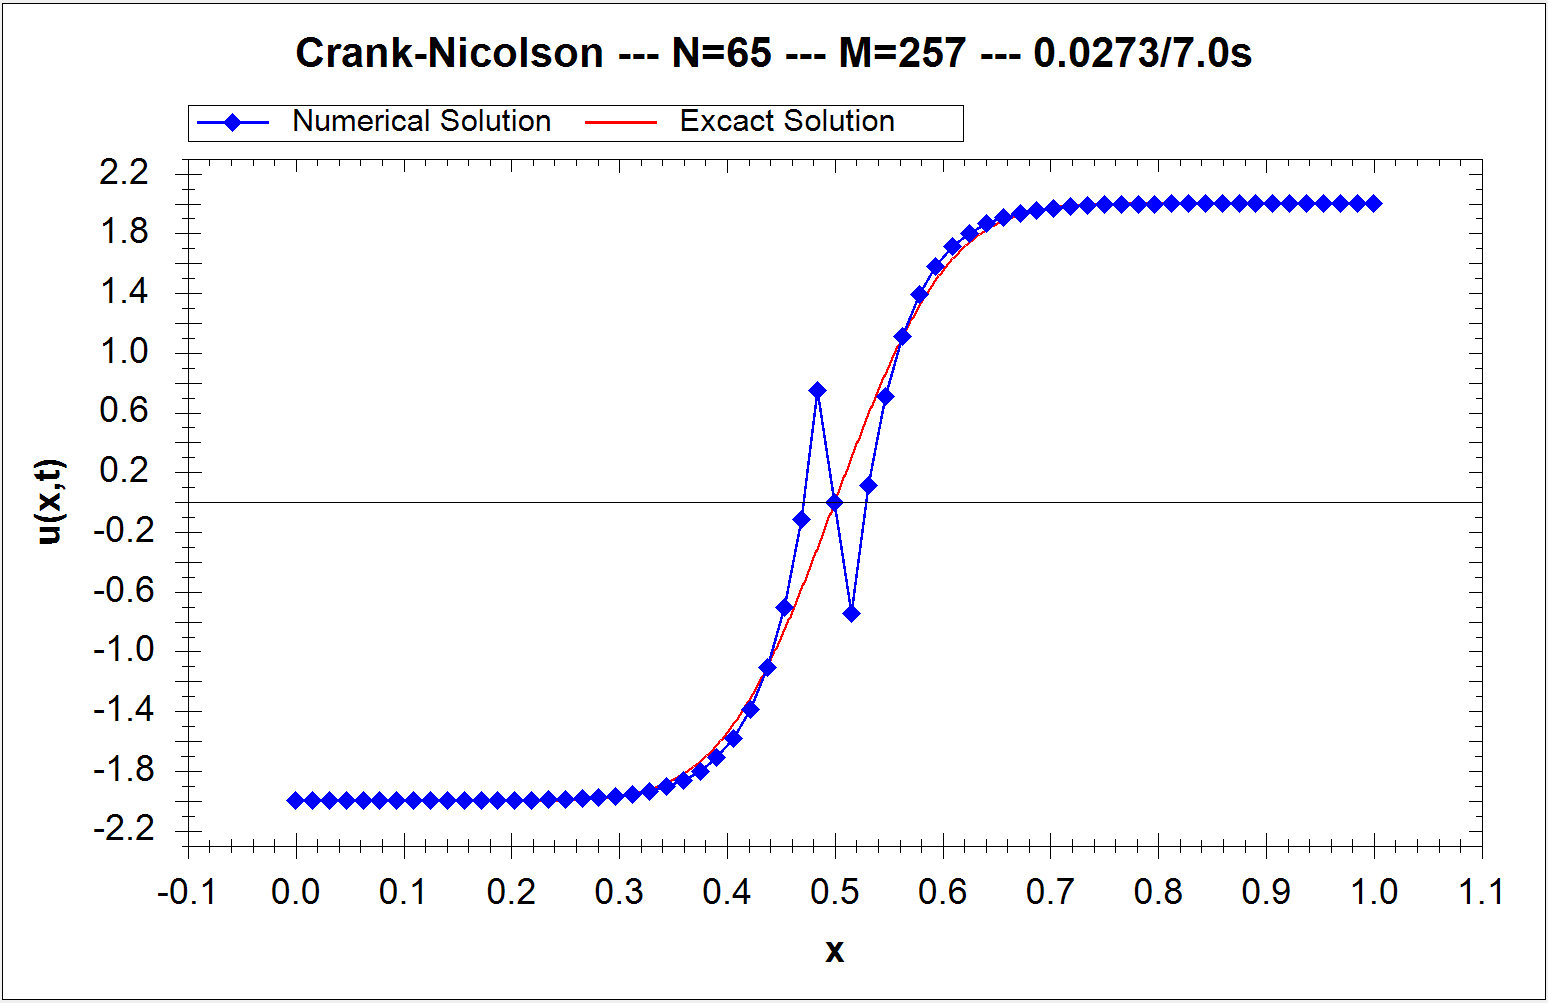 Crank-Nicolson --- N=65 --- M=257 --- 0.0273/7.0s
Numerical Solution Excact Solution
2.2
1.8
1.4
1.0
0.6
0.2
-0.2
-0.6
-1.0
-1.4
-1.8
-2.2
u(x,t)
-0.1 0.0 0.1 0.2 0.3 0.4 0.5 0.6 0.7 0.8 0.9 1.0 1.1
x